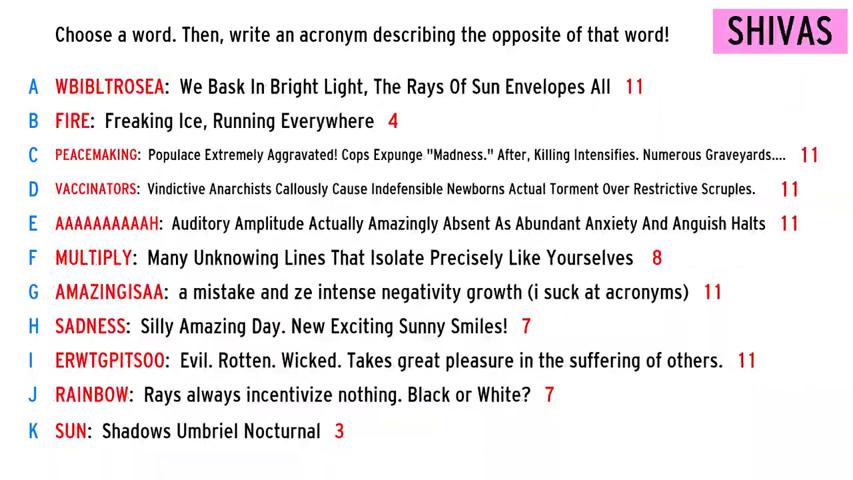 Choose a word. Then, write an acronym describing the opposite of that word!
SHIVAS
A WBIBLTROSEA: We Bask In Bright Light, The Rays Of Sun Envelopes All 11
B FIRE: Freaking Ice, Running Everywhere 4
C PEACEMAKING: Populace Extremely Aggravated! Cops Expunge "Madness." After, Killing Intensifies. Numerous Graveyards.... 11
D VACCINATORS: Vindictive Anarchists Callously Cause Indefensible Newborns Actual Torment Over Restrictive Scruples. 11
E AAAAAAAAAAH: Auditory Amplitude Actually Amazingly Absent As Abundant Anxiety And Anguish Halts 11
F MULTIPLY: Many Unknowing Lines That Isolate Precisely Like Yourselves 8
G AMAZINGISAA: a mistake and ze intense negativity growth (i suck at acronyms) 11
H SADNESS: Silly Amazing Day. New Exciting Sunny Smiles! 7
I ERWTGPITSOO: Evil. Rotten. Wicked. Takes great pleasure in the suffering of others. 11
J RAINBOW: Rays always incentivize nothing. Black or White? 7
K SUN: Shadows Umbriel Nocturnal 3